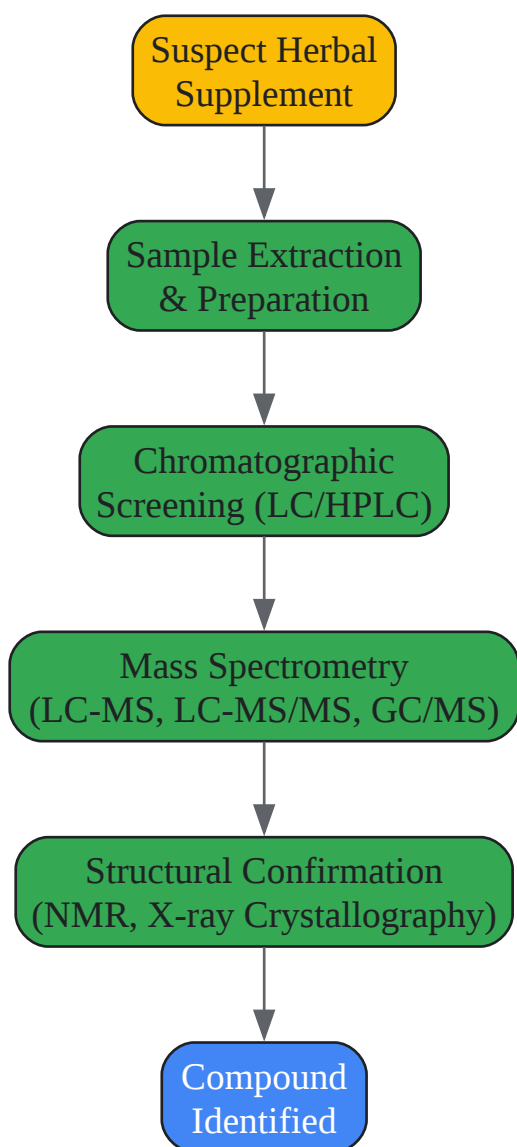 Suspect Herbal
Supplement
Sample Extraction
& Preparation
Chromatographic
Screening (LC/HPLC)
Mass Spectrometry
(LC-MS, LC-MS/MS, GC/MS)
Structural Confirmation
(NMR, X-ray Crystallography)
Compound
Identified